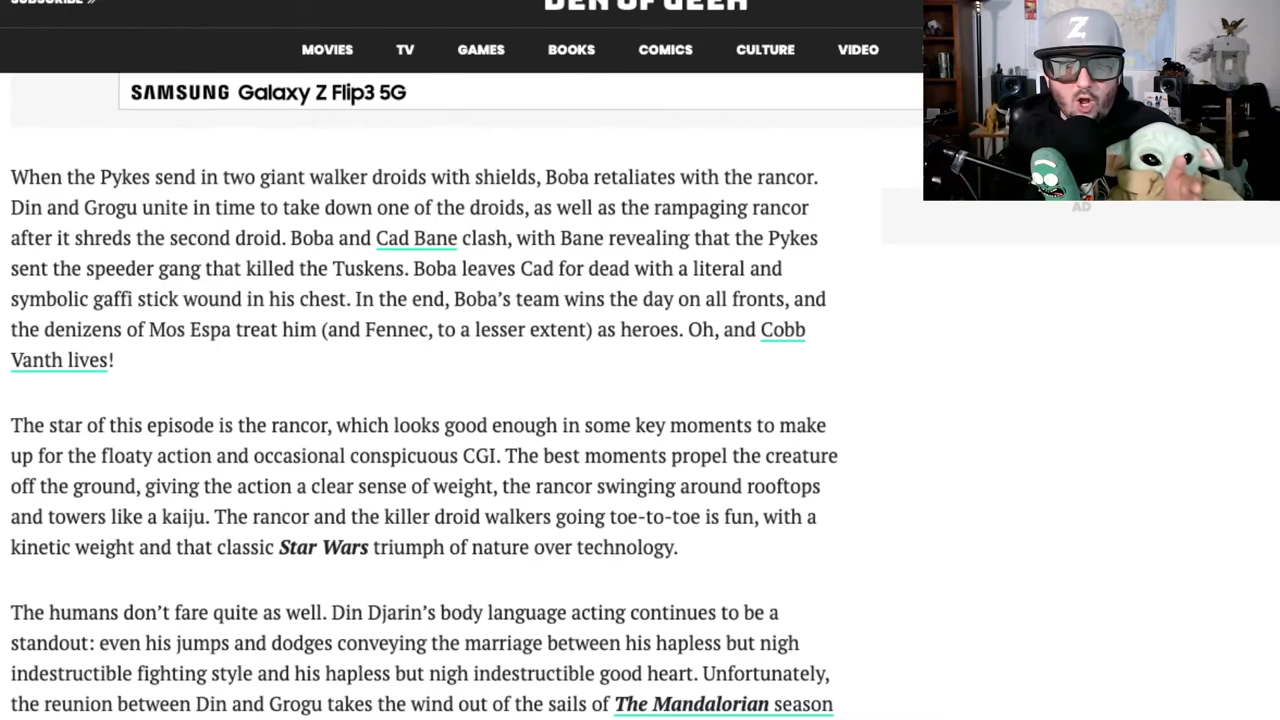 SUBSCRIBE »
DEN OF GEEK
MOVIES TV GAMES BOOKS COMICS CULTURE VIDEO
Z
SAMSUNG Galaxy Z Flip3 5G
AD
When the Pykes send in two giant walker droids with shields, Boba retaliates with the rancor.
Din and Grogu unite in time to take down one of the droids, as well as the rampaging rancor
after it shreds the second droid. Boba and Cad Bane clash, with Bane revealing that the Pykes
sent the speeder gang that killed the Tuskens. Boba leaves Cad for dead with a literal and
symbolic gaffi stick wound in his chest. In the end, Boba’s team wins the day on all fronts, and
the denizens of Mos Espa treat him (and Fennec, to a lesser extent) as heroes. Oh, and Cobb
Vanth lives!
The star of this episode is the rancor, which looks good enough in some key moments to make
up for the floaty action and occasional conspicuous CGI. The best moments propel the creature
off the ground, giving the action a clear sense of weight, the rancor swinging around rooftops
and towers like a kaiju. The rancor and the killer droid walkers going toe-to-toe is fun, with a
kinetic weight and that classic Star Wars triumph of nature over technology.
The humans don’t fare quite as well. Din Djarin’s body language acting continues to be a
standout: even his jumps and dodges conveying the marriage between his hapless but nigh
indestructible fighting style and his hapless but nigh indestructible good heart. Unfortunately,
the reunion between Din and Grogu takes the wind out of the sails of The Mandalorian season